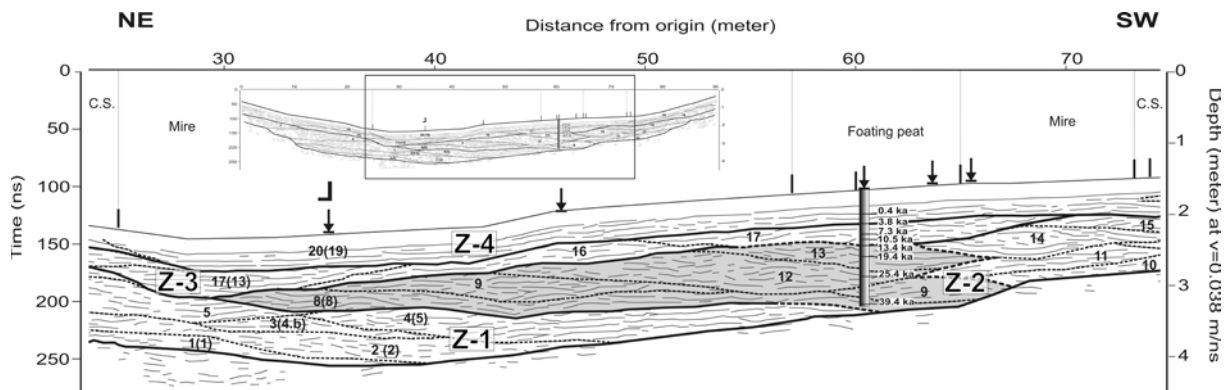 NE
Distance from origin (meter)
SW
30 40 50 60 70
0
50
100
150
200
250
Time (ns)
0
1
2
3
4
Depth (meter) at v=0.038 m/ns
C.S.
Mire
Foating peat
Mire
C.S.
J
J
0.4 ka
3.8 ka
7.3 ka
10.5 ka
13.4 ka
19.4 ka
25.4 ka
39.4 ka
20(19)
Z-4
16
17
15
14
13
11
10
17(13)
Z-3
9
12
9
Z-2
8(8)
5
3(4.b)
4(5)
Z-1
1(1)
2 (2)